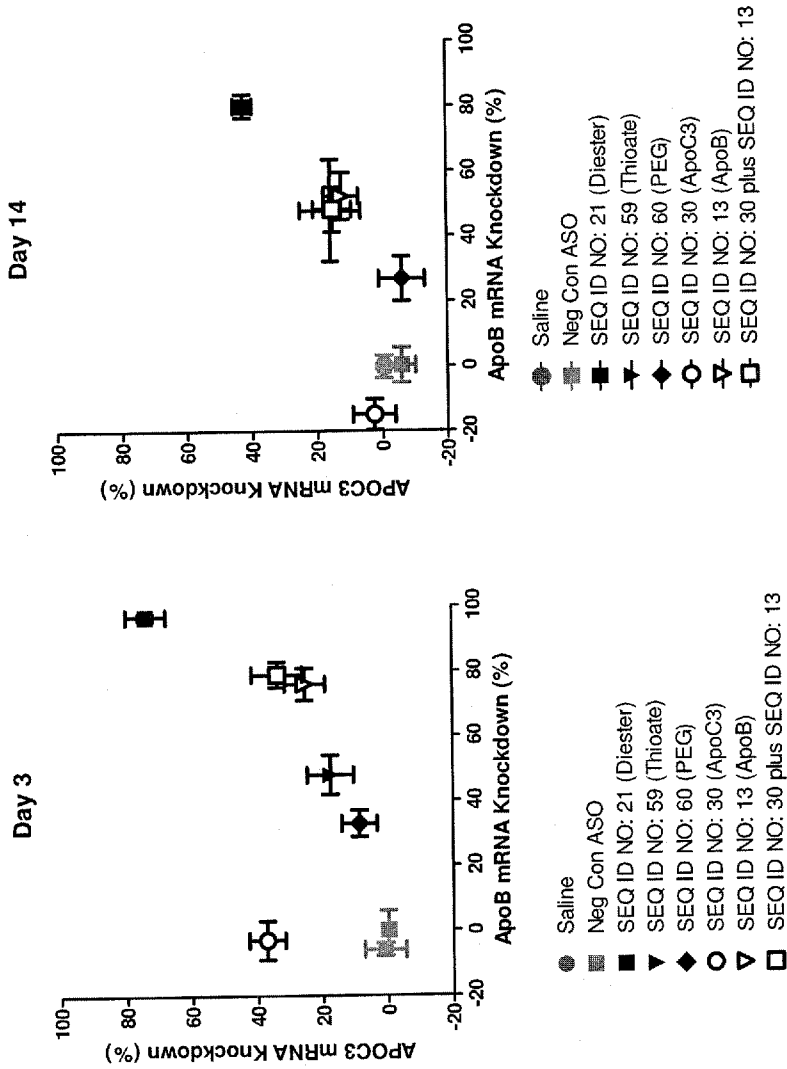 Day 3
APOC3 mRNA Knockdown (%)
100
80
60
40
20
0
-20
-20
0
20
40
60
80
100
ApoB mRNA Knockdown (%)
Saline
Neg Con ASO
SEQ ID NO: 21 (Diester)
SEQ ID NO: 59 (Thioate)
SEQ ID NO: 60 (PEG)
SEQ ID NO: 30 (ApoC3)
SEQ ID NO: 13 (ApoB)
SEQ ID NO: 30 plus SEQ ID NO: 13
Day 14
APOC3 mRNA Knockdown (%)
100
80
60
40
20
0
-20
-20
0
20
40
60
80
100
ApoB mRNA Knockdown (%)
Saline
Neg Con ASO
SEQ ID NO: 21 (Diester)
SEQ ID NO: 59 (Thioate)
SEQ ID NO: 60 (PEG)
SEQ ID NO: 30 (ApoC3)
SEQ ID NO: 13 (ApoB)
SEQ ID NO: 30 plus SEQ ID NO: 13